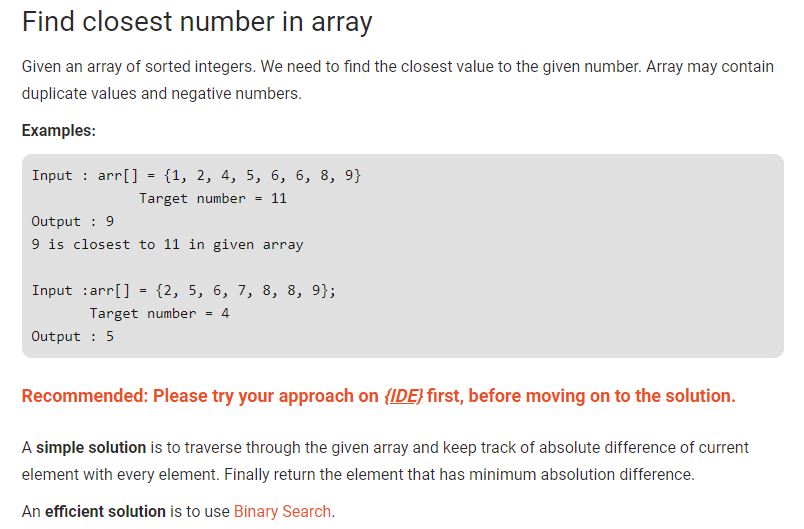 Find closest number in array
Given an array of sorted integers. We need to find the closest value to the given number. Array may contain
duplicate values and negative numbers.
Examples:
Input : arr[] = {1, 2, 4, 5, 6, 6, 8, 9}
Target number = 11
Output : 9
9 is closest to 11 in given array
Input :arr[] = {2, 5, 6, 7, 8, 8, 9};
Target number = 4
Output : 5
Recommended: Please try your approach on {IDE} first, before moving on to the solution.
A simple solution is to traverse through the given array and keep track of absolute difference of current
element with every element. Finally return the element that has minimum absolution difference.
An efficient solution is to use Binary Search.